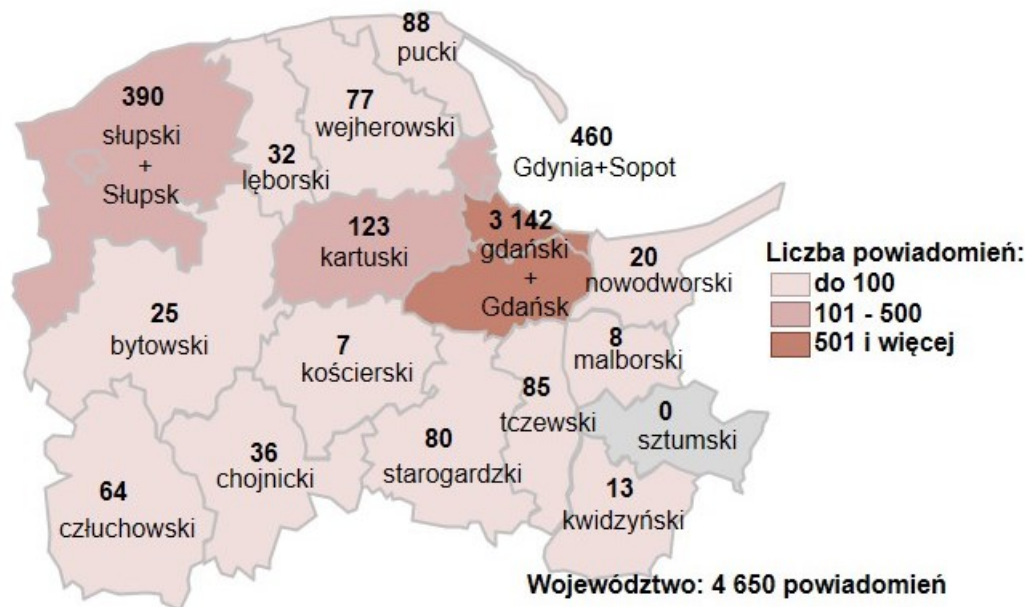 88
pucki
390
słupski
+
Słupsk
77
wejherowski
32
lęborski
460
Gdynia+Sopot
123
kartuski
3 142
gdański
+
Gdańsk
20
nowodworski
Liczba powiadomień:
do 100
101 - 500
501 i więcej
25
bytowski
7
kościerski
8
malborski
85
tczewski
0
sztumski
64
człuchowski
36
chojnicki
80
starogardzki
13
kwidzyński
Województwo: 4 650 powiadomień